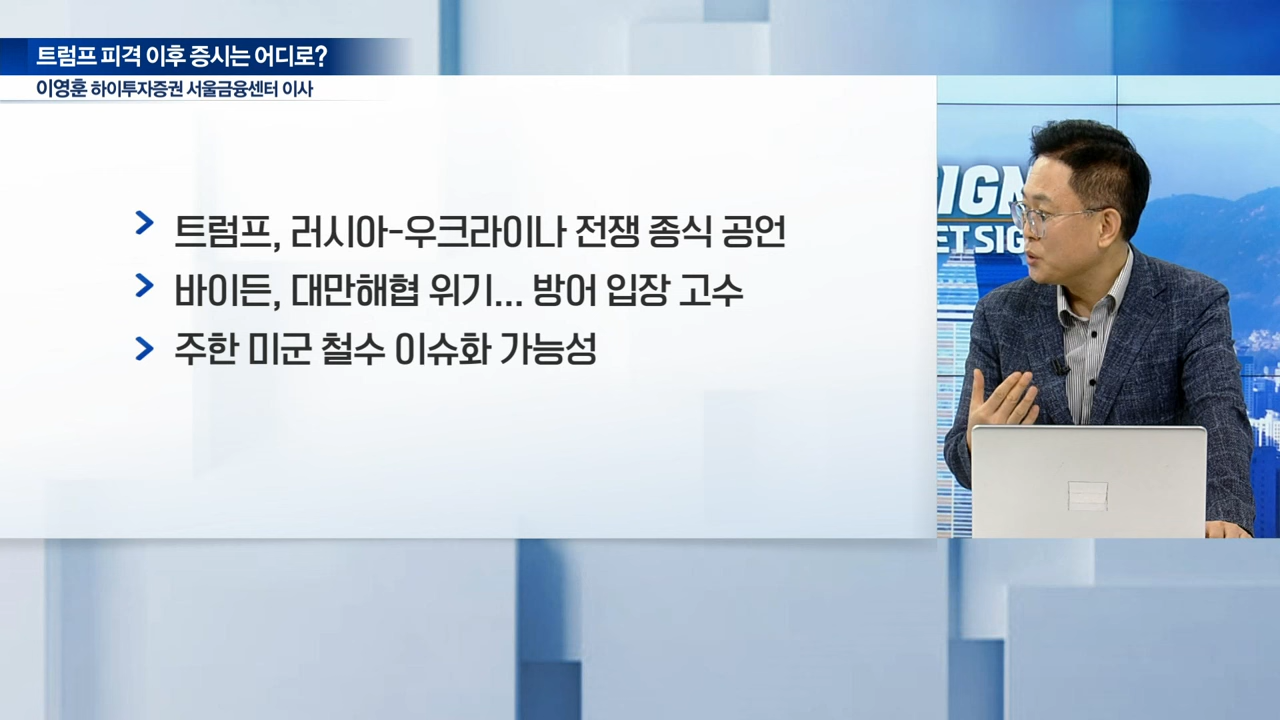 트럼프 피격 이후 증시는 어디로?
이영훈 하이투자증권 서울금융센터 이사
트럼프, 러시아-우크라이나 전쟁 종식 공언
바이든, 대만해협 위기... 방어 입장 고수
주한 미군 철수 이슈화 가능성
SIGN
ET SIG